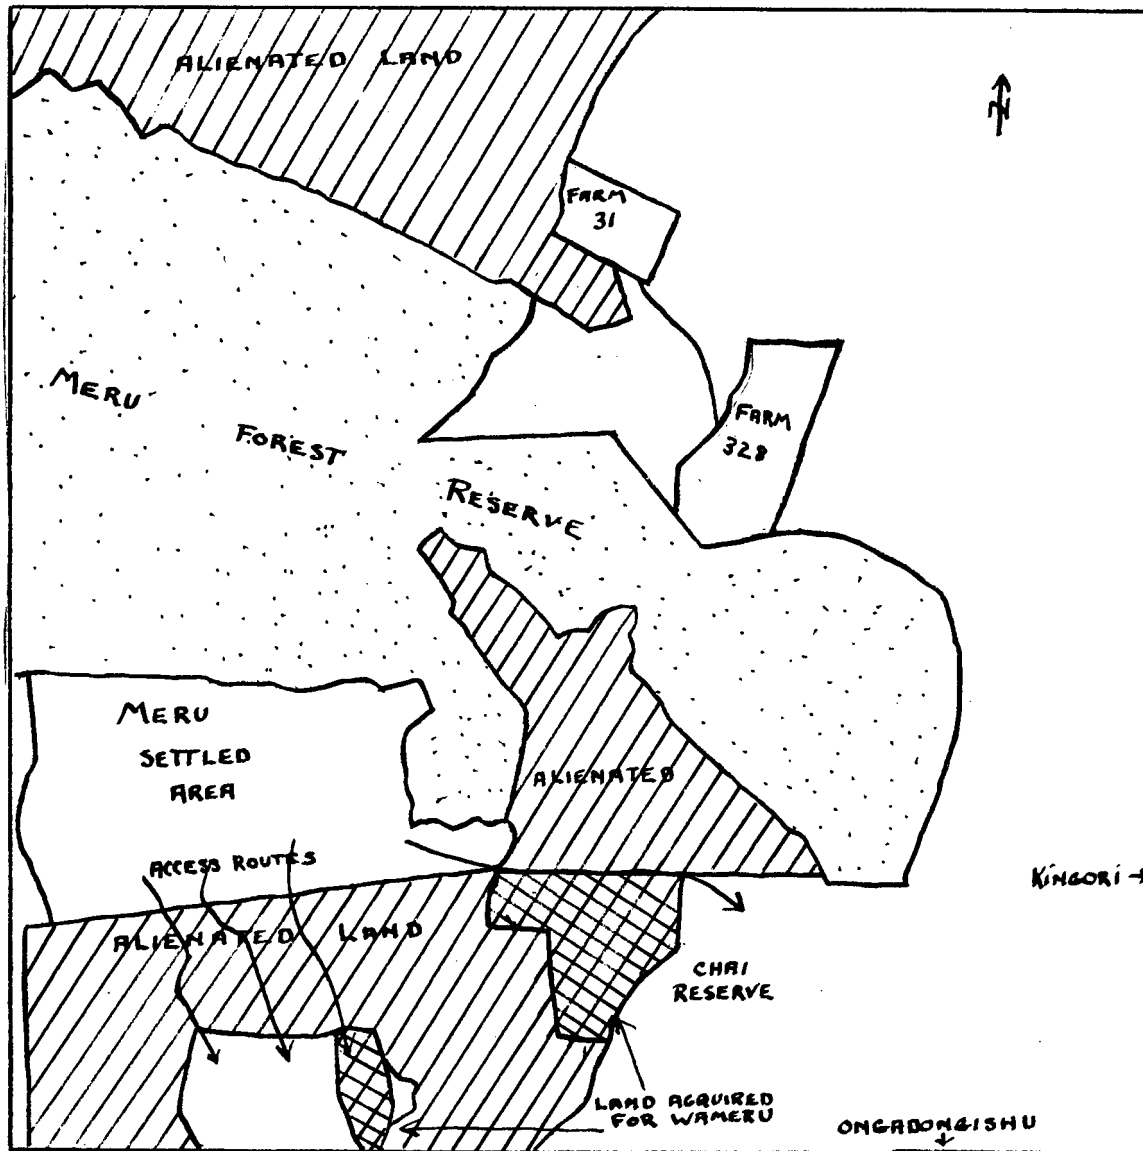 ALIENATED LAND
N
FARM
31
MERU
FOREST
RESERVE
FARM
328
MERU
SETTLED
AREA
ALIENATED
ACCESS ROUTES
KINGORI
ALIENATED LAND
CHAI
RESERVE
LAND ACQUIRED
FOR WAMERU
ONGADONGISHU